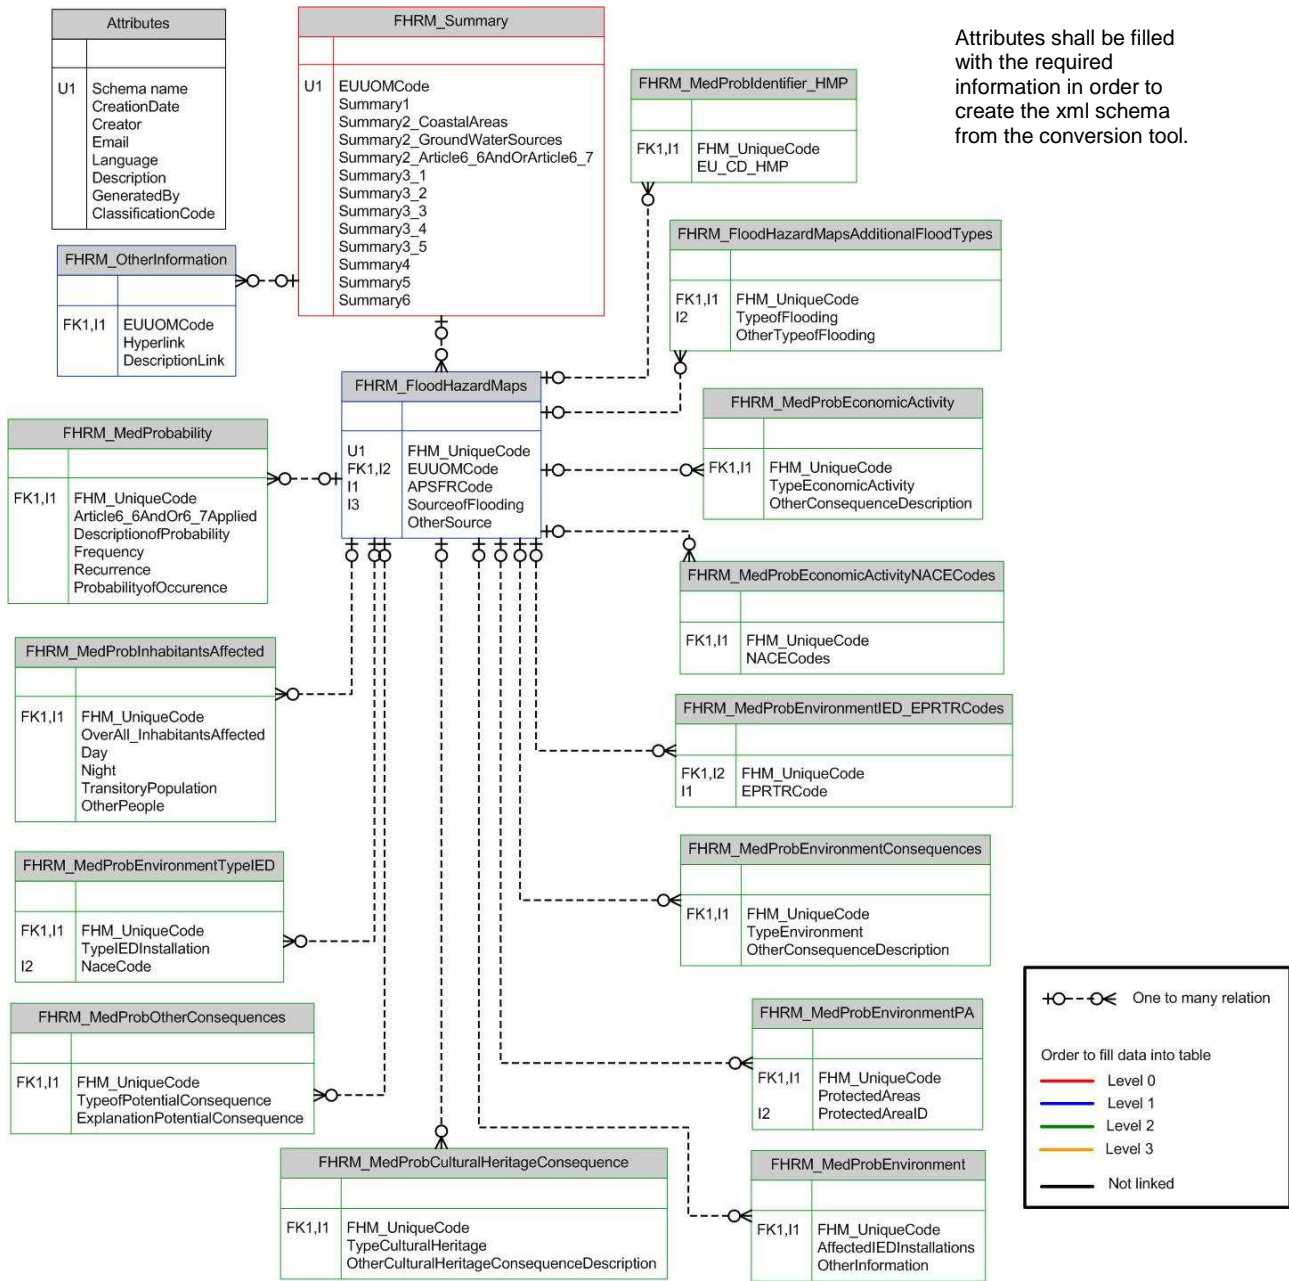 Attributes
U1 Schema name
CreationDate
Creator
Email
Language
Description
GeneratedBy
ClassificationCode
FHRM_Summary
U1 EUUOMCode
Summary1
Summary2_CoastalAreas
Summary2_GroundWaterSources
Summary2_Article6_6AndOrArticle6_7
Summary3_1
Summary3_2
Summary3_3
Summary3_4
Summary3_5
Summary4
Summary5
Summary6
Attributes shall be filled
with the required
information in order to
create the xml schema
from the conversion tool.
FHRM_MedProbIdentifier_HMP
FK1,I1 FHM_UniqueCode
EU_CD_HMP
FHRM_FloodHazardMapsAdditionalFloodTypes
FK1,I1 FHM_UniqueCode
I2 TypeofFlooding
OtherTypeofFlooding
FHRM_OtherInformation
FK1,I1 EUUOMCode
Hyperlink
DescriptionLink
FHRM_FloodHazardMaps
U1 FHM_UniqueCode
FK1,I2 EUUOMCode
I1 APSFRCode
I3 SourceofFlooding
OtherSource
FHRM_MedProbEconomicActivity
FK1,I1 FHM_UniqueCode
TypeEconomicActivity
OtherConsequenceDescription
FHRM_MedProbability
FK1,I1 FHM_UniqueCode
Article6_6AndOr6_7Applied
DescriptionofProbability
Frequency
Recurrence
ProbabilityofOccurence
FHRM_MedProbEconomicActivityNACECodes
FK1,I1 FHM_UniqueCode
NACECodes
FHRM_MedProbInhabitantsAffected
FK1,I1 FHM_UniqueCode
OverAll_InhabitantsAffected
Day
Night
TransitoryPopulation
OtherPeople
FHRM_MedProbEnvironmentIED_EPRTRCodes
FK1,I2 FHM_UniqueCode
I1 EPRTRCode
FHRM_MedProbEnvironmentTypeIED
FK1,I1 FHM_UniqueCode
TypeIEDInstallation
I2 NaceCode
FHRM_MedProbEnvironmentConsequences
FK1,I1 FHM_UniqueCode
TypeEnvironment
OtherConsequenceDescription
FHRM_MedProbOtherConsequences
FK1,I1 FHM_UniqueCode
TypeofPotentialConsequence
ExplanationPotentialConsequence
FHRM_MedProbEnvironmentPA
FK1,I1 FHM_UniqueCode
ProtectedAreas
I2 ProtectedAreaID
FHRM_MedProbCulturalHeritageConsequence
FK1,I1 FHM_UniqueCode
TypeCulturalHeritage
OtherCulturalHeritageConsequenceDescription
FHRM_MedProbEnvironment
FK1,I1 FHM_UniqueCode
AffectedIEDInstallations
OtherInformation
One to many relation
Order to fill data into table
Level 0
Level 1
Level 2
Level 3
Not linked